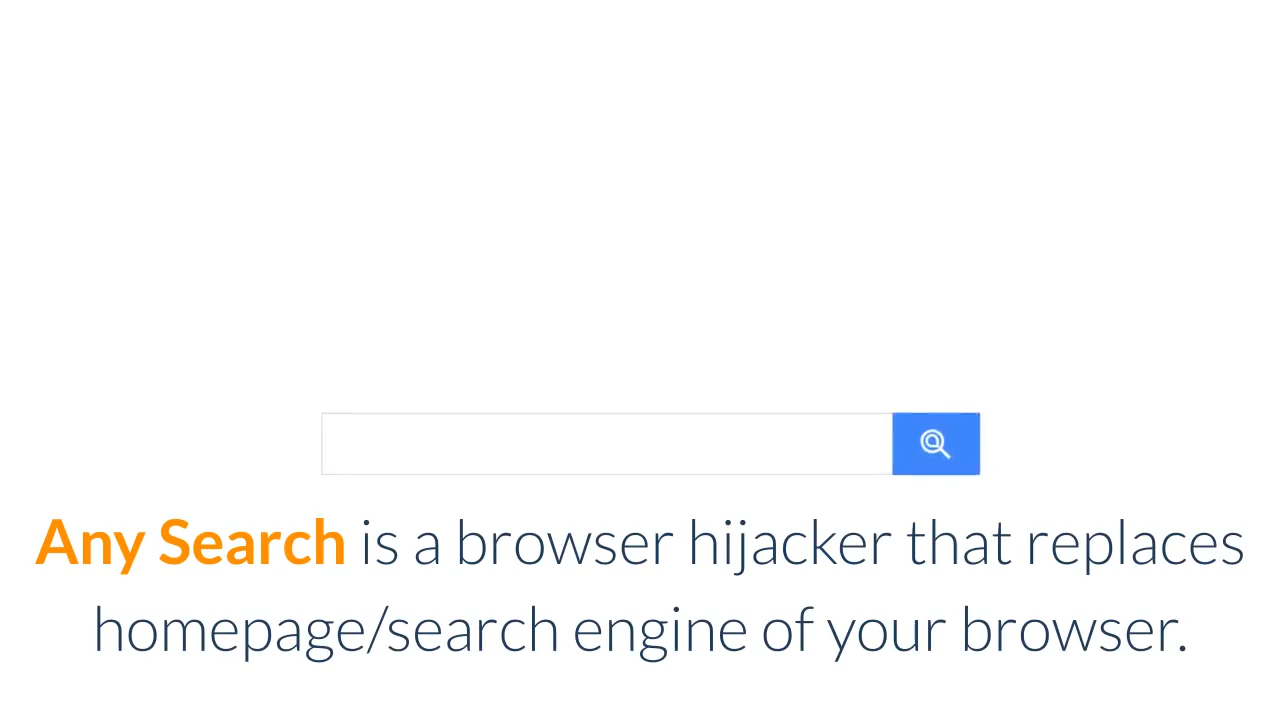 Any Search is a browser hijacker that replaces
homepage/search engine of your browser.